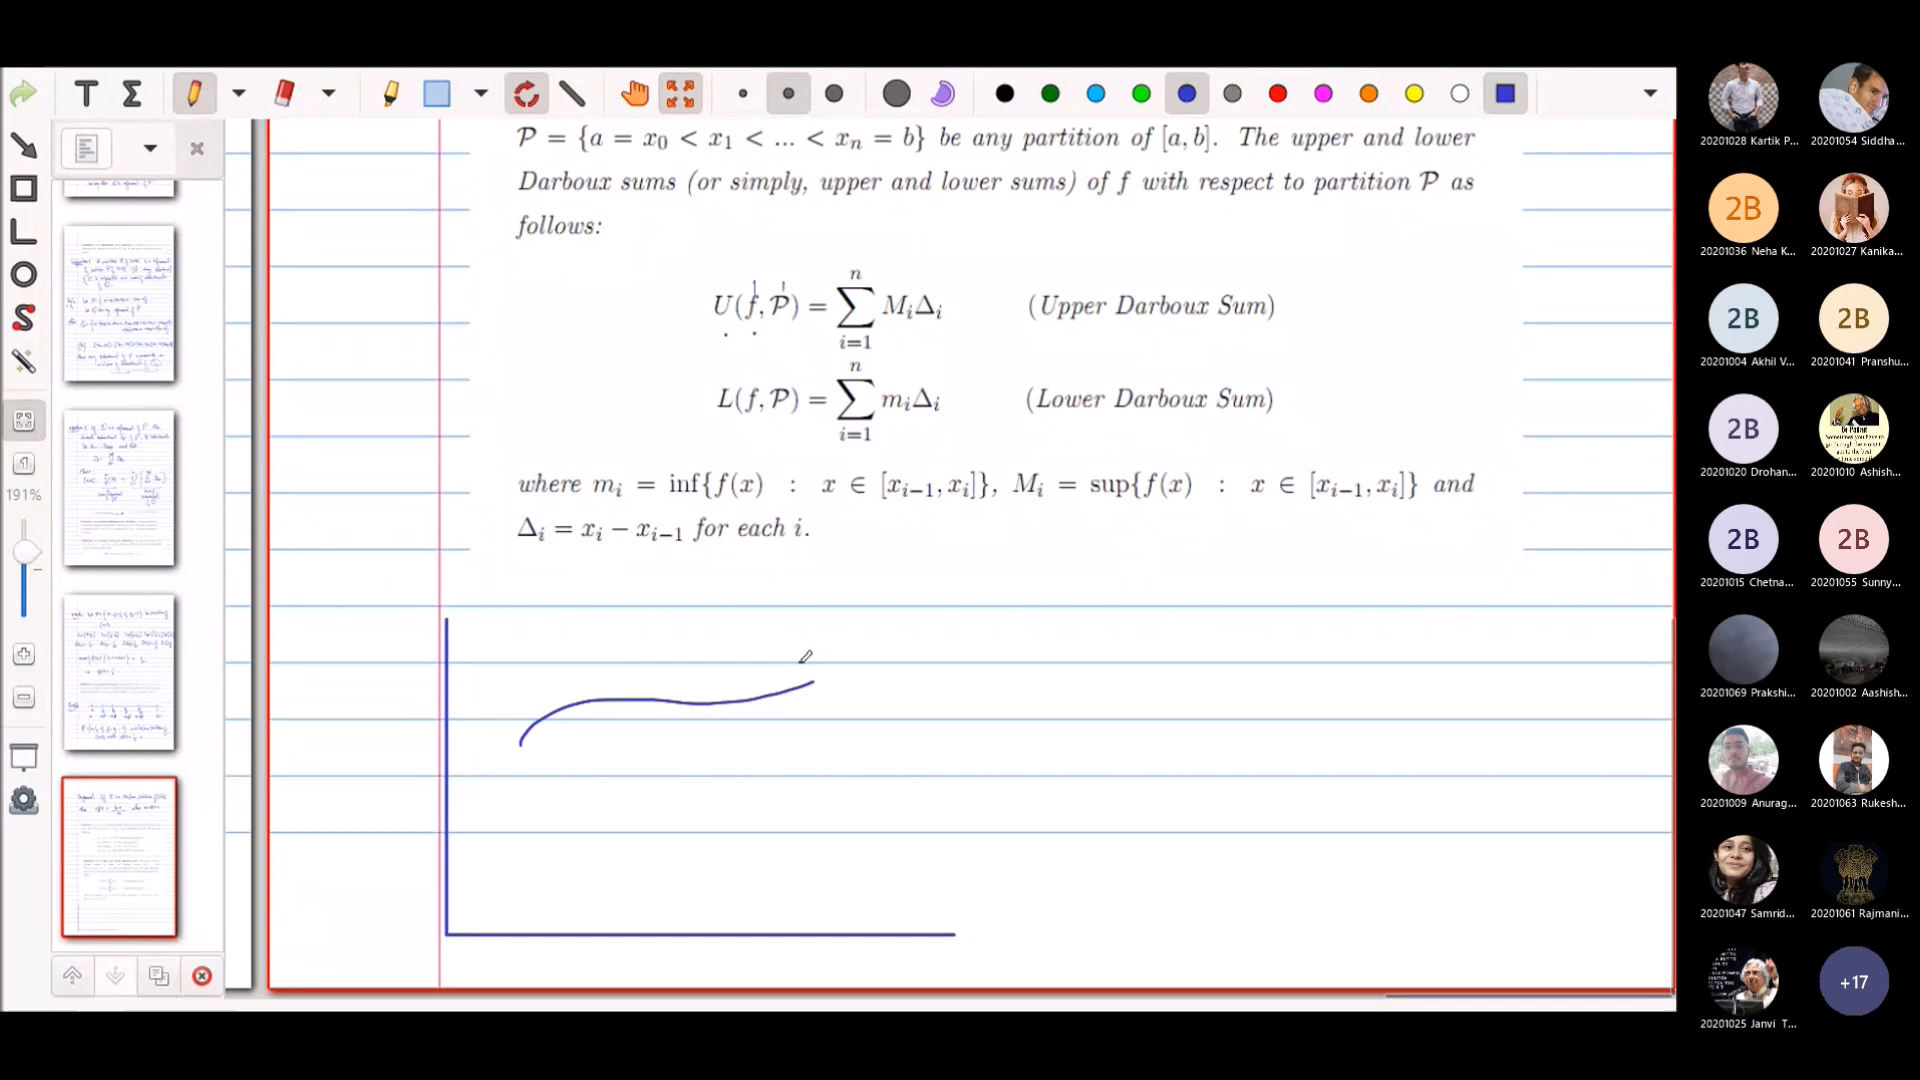 T Σ
𝒫 = {a = x₀ < x₁ < ... < xₙ = b} be any partition of [a, b]. The upper and lower
Darboux sums (or simply, upper and lower sums) of f with respect to partition 𝒫 as
follows:
U(f, 𝒫) = ∑ᵢ₌₁ⁿ MᵢΔᵢ (Upper Darboux Sum)
L(f, 𝒫) = ∑ᵢ₌₁ⁿ mᵢΔᵢ (Lower Darboux Sum)
where mᵢ = inf{f(x) : x ∈ [xᵢ₋₁, xᵢ]}, Mᵢ = sup{f(x) : x ∈ [xᵢ₋₁, xᵢ]} and
Δᵢ = xᵢ − xᵢ₋₁ for each i.
191%
20201028 Kartik P...
20201054 Siddha...
2B
20201036 Neha K...
20201027 Kanika...
2B
2B
20201004 Akhil V...
20201041 Pranshu...
2B
20201020 Drohan...
20201010 Ashish...
2B
2B
20201015 Chetna...
20201055 Sunny...
20201069 Prakshi...
20201002 Aashish...
20201009 Anurag...
20201063 Rukesh...
20201047 Samrid...
20201061 Rajmani...
20201025 Janvi T...
+17